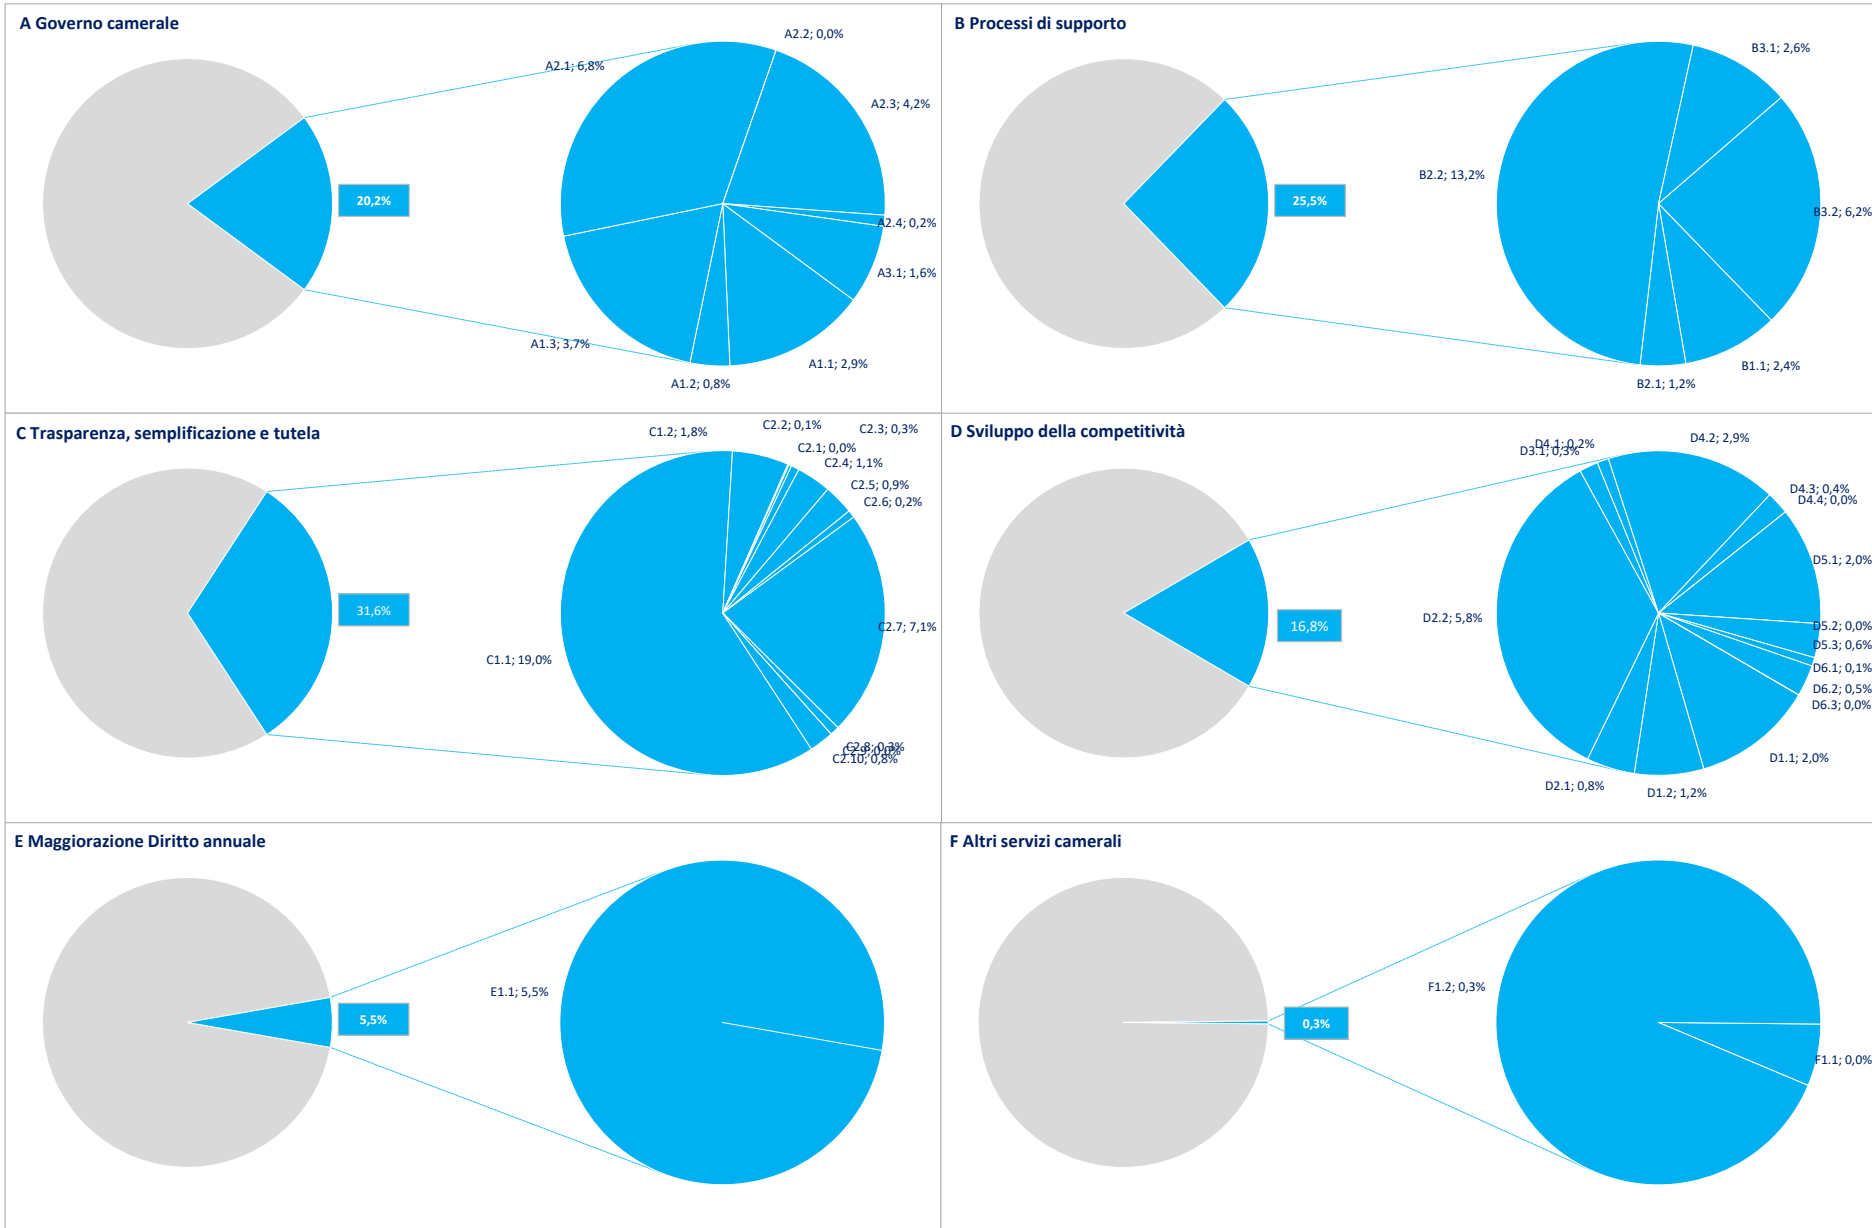 A Governo camerale
A2.2; 0,0%
A2.1; 6,8%
A2.3; 4,2%
20,2%
A2.4; 0,2%
A3.1; 1,6%
A1.3; 3,7%
A1.1; 2,9%
A1.2; 0,8%
B Processi di supporto
B3.1; 2,6%
B2.2; 13,2%
25,5%
B3.2; 6,2%
B1.1; 2,4%
B2.1; 1,2%
C Trasparenza, semplificazione e tutela
C1.2; 1,8%
C2.2; 0,1%
C2.3; 0,3%
C2.1; 0,0%
C2.4; 1,1%
C2.5; 0,9%
C2.6; 0,2%
31,6%
C2.7; 7,1%
C1.1; 19,0%
C2.8; 0,3%
C2.9; 0,0%
C2.10; 0,8%
D Sviluppo della competitività
D4.1; 0,2%
D4.2; 2,9%
D3.1; 0,3%
D4.3; 0,4%
D4.4; 0,0%
D5.1; 2,0%
D2.2; 5,8%
16,8%
D5.2; 0,0%
D5.3; 0,6%
D6.1; 0,1%
D6.2; 0,5%
D6.3; 0,0%
D1.1; 2,0%
D2.1; 0,8%
D1.2; 1,2%
E Maggiorazione Diritto annuale
E1.1; 5,5%
5,5%
F Altri servizi camerali
F1.2; 0,3%
0,3%
F1.1; 0,0%